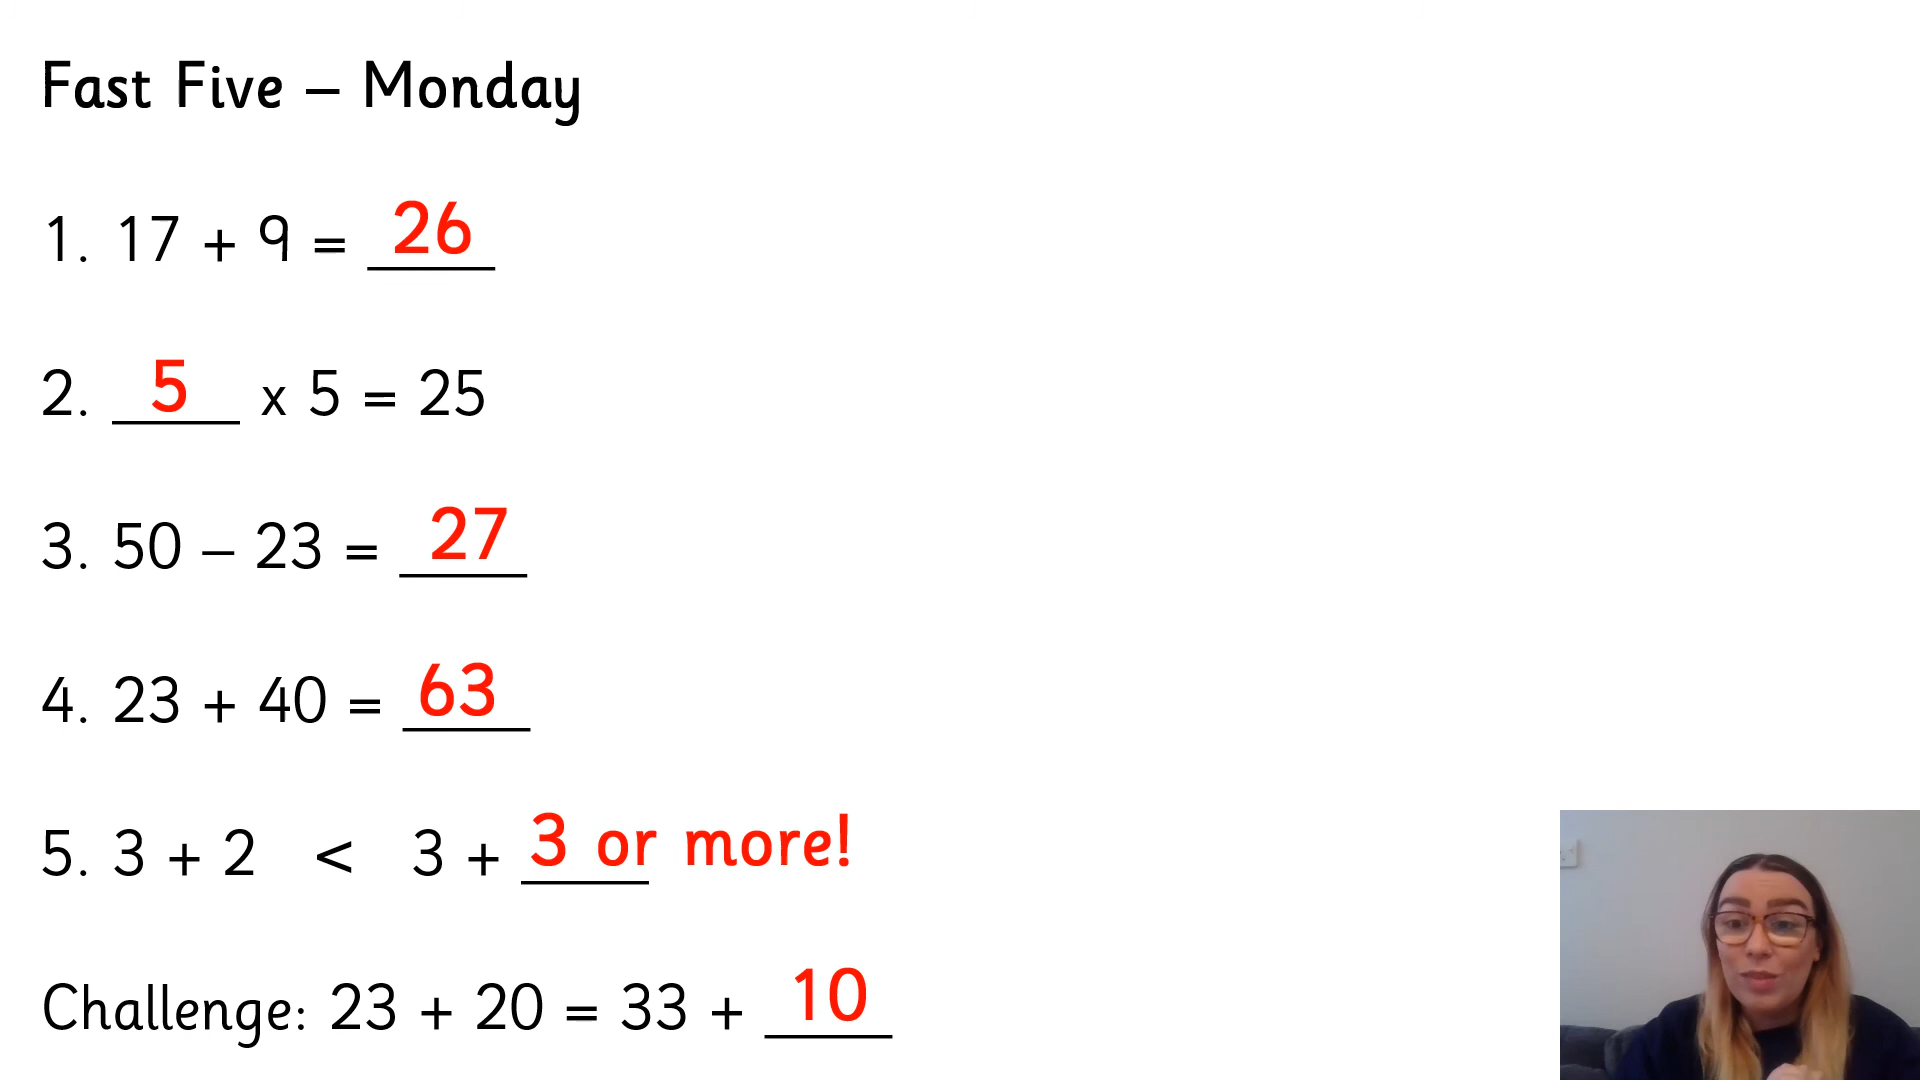 Fast Five – Monday
1. 17 + 9 = 26
2. 5 x 5 = 25
3. 50 – 23 = 27
4. 23 + 40 = 63
5. 3 + 2 < 3 + 3 or more!
Challenge: 23 + 20 = 33 + 10